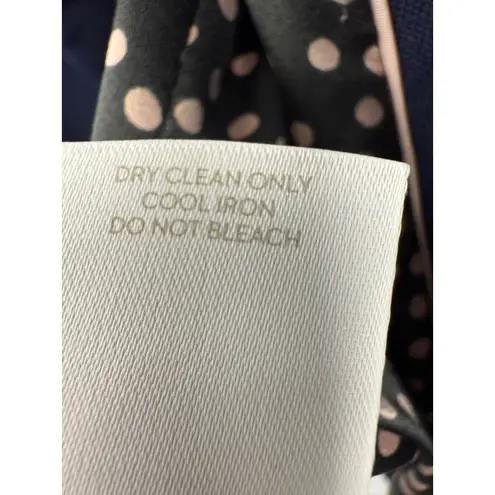 DRY CLEAN ONLY
COOL IRON
DO NOT BLEACH